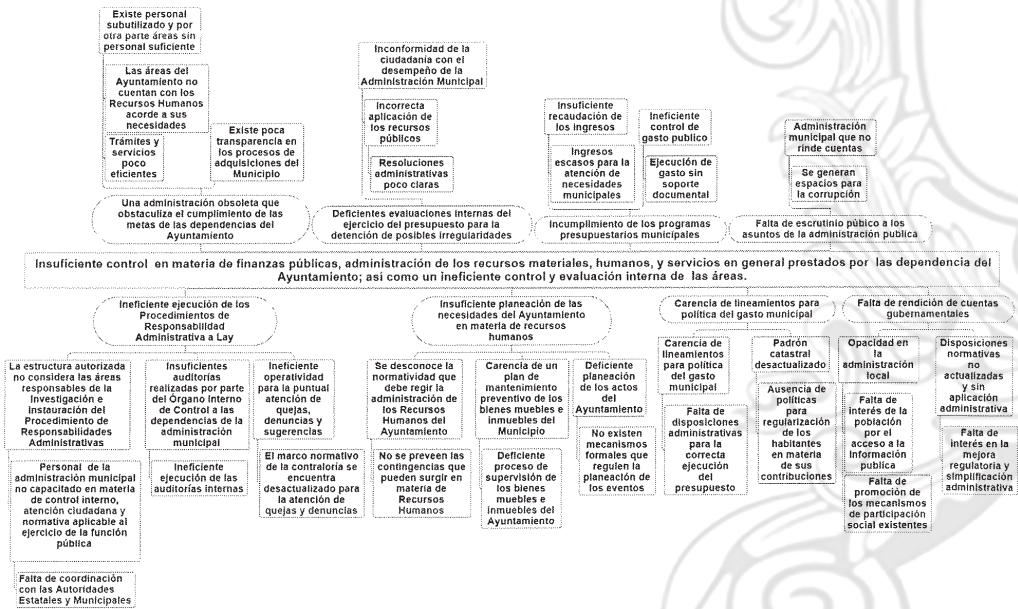 Existe personal
subutilizado y por
otra parte áreas sin
personal suficiente
Las áreas del
Ayuntamiento no
cuentan con los
Recursos Humanos
acorde a sus
necesidades
Trámites y
servicios
poco
eficientes
Existe poca
transparencia en
los procesos de
adquisiciones del
Municipio
Una administración obsoleta que
obstaculiza el cumplimiento de las
metas de las dependencias del
Ayuntamiento
Inconformidad de la
ciudadanía con el
desempeño de la
Administración Municipal
Incorrecta
aplicación de
los recursos
públicos
Resoluciones
administrativas
poco claras
Deficientes evaluaciones internas del
ejercicio del presupuesto para la
detención de posibles irregularidades
Insuficiente
recaudación de
los ingresos
Ingresos
escasos para la
atención de
necesidades
municipales
Ineficiente
control de
gasto publico
Ejecución de
gasto sin
soporte
documental
Incumplimiento de los programas
presupuestarios municipales
Administración
municipal que no
rinde cuentas
Se generan
espacios para
la corrupción
Falta de escrutinio púbico a los
asuntos de la administración publica
Insuficiente control en materia de finanzas públicas, administración de los recursos materiales, humanos, y servicios en general prestados por las dependencia del
Ayuntamiento; así como un ineficiente control y evaluación interna de las áreas.
Ineficiente ejecución de los
Procedimientos de
Responsabilidad
Administrativa a Lay
La estructura autorizada
no considera las áreas
responsables de la
Investigación e
Instauración del
Procedimiento de
Responsabilidades
Administrativas
Personal de la
administración municipal
no capacitado en materia
de control interno,
atención ciudadana y
normativa aplicable al
ejercicio de la función
pública
Falta de coordinación
con las Autoridades
Estatales y Municipales
Insuficientes
auditorías
realizadas por parte
del Órgano Interno
de Control a las
dependencias de la
administración
municipal
Ineficiente
ejecución de las
auditorías internas
Ineficiente
operatividad
para la puntual
atención de
quejas,
denuncias y
sugerencias
El marco normativo
de la contraloría se
encuentra
desactualizado para
la atención de
quejas y denuncias
Insuficiente planeación de las
necesidades del Ayuntamiento
en materia de recursos
humanos
Se desconoce la
normatividad que
debe regir la
administración de
los Recursos
Humanos del
Ayuntamiento
No se preveen las
contingencias que
pueden surgir en
materia de
Recursos
Humanos
Carencia de un
plan de
mantenimiento
preventivo de los
bienes muebles e
inmuebles del
Municipio
Deficiente
proceso de
supervisión de
los bienes
muebles e
inmuebles del
Ayuntamiento
Deficiente
planeación
de los actos
del
Ayuntamiento
No existen
mecanismos
formales que
regulen la
planeación de
los eventos
Carencia de lineamientos para
política del gasto municipal
Carencia de
lineamientos
para política
del gasto
municipal
Falta de
disposiciones
administrativas
para la
correcta
ejecución
del
presupuesto
Padrón
catastral
desactualizado
Ausencia de
políticas
para
regularización
de los
habitantes
en materia
de sus
contribuciones
Falta de rendición de cuentas
gubernamentales
Opacidad en
la
administración
local
Falta de
interés de la
población
por el
acceso a la
Información
publica
Falta de
promoción de
los mecanismos
de participación
social existentes
Disposiciones
normativas
no
actualizadas
y sin
aplicación
administrativa
Falta de
interés en la
mejora
regulatoria y
simplificación
administrativa